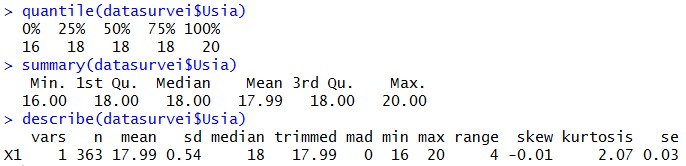 > quantile(datasurvei$Usia)
0% 25% 50% 75% 100%
16 18 18 18 20
> summary(datasurvei$Usia)
Min. 1st Qu. Median Mean 3rd Qu. Max.
16.00 18.00 18.00 17.99 18.00 20.00
> describe(datasurvei$Usia)
vars n mean sd median trimmed mad min max range skew kurtosis se
X1 1 363 17.99 0.54 18 17.99 0 16 20 4 -0.01 2.07 0.03